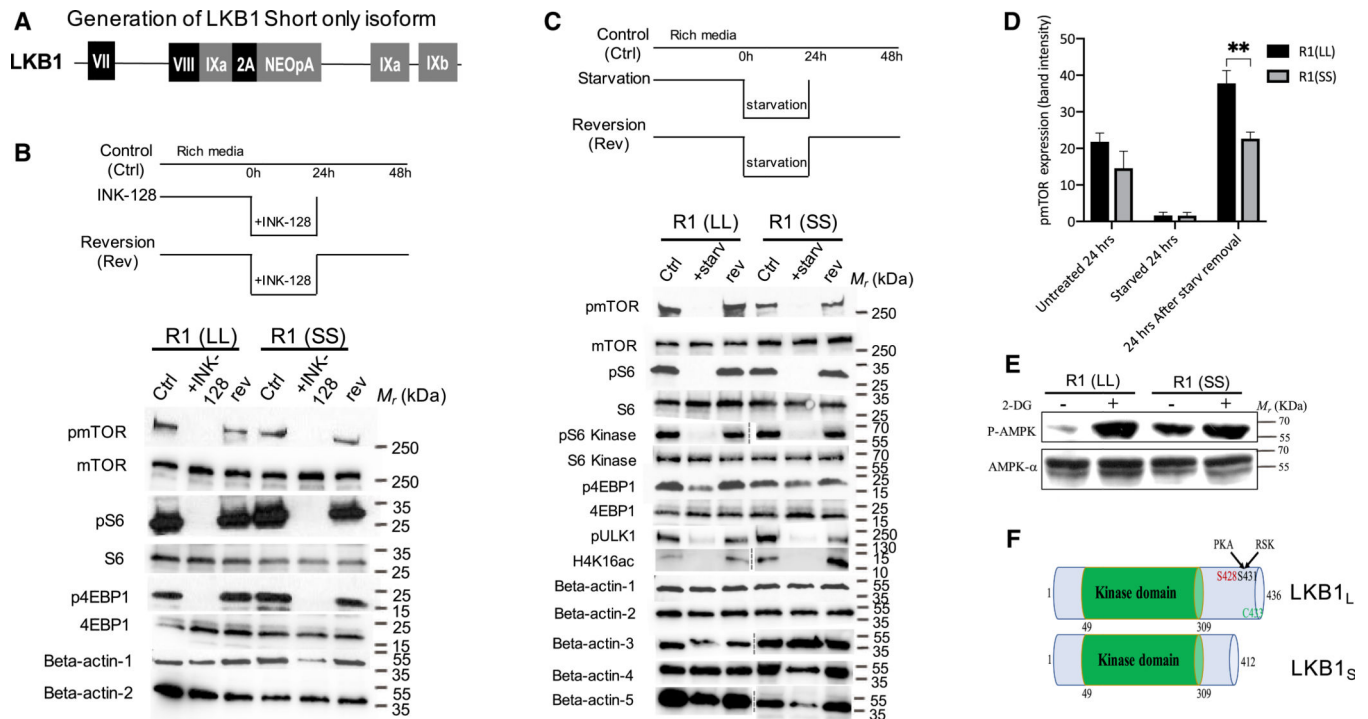 A
Generation of LKB1 Short only isoform
LKB1
VII
VIII
IXa
2A
NEOpA
IXa
IXb
B
Control
(Ctrl)
Rich media
0h
24h
48h
INK-128
+INK-128
Reversion
(Rev)
+INK-128
R1 (LL)
R1 (SS)
Ctrl
+INK-
128
rev
Ctrl
+INK-
128
rev
Mr (kDa)
pmTOR
250
mTOR
250
pS6
35
25
S6
35
25
p4EBP1
25
15
4EBP1
25
15
Beta-actin-1
55
35
Beta-actin-2
55
35
C
Control
(Ctrl)
Rich media
0h
24h
48h
Starvation
starvation
Reversion
(Rev)
starvation
R1 (LL)
R1 (SS)
Ctrl
+starv
rev
Ctrl
+starv
rev
Mr (kDa)
pmTOR
250
mTOR
250
pS6
35
25
S6
35
25
pS6 Kinase
70
55
S6 Kinase
70
55
p4EBP1
25
15
4EBP1
25
15
pULK1
250
130
H4K16ac
15
10
Beta-actin-1
55
35
Beta-actin-2
55
35
Beta-actin-3
55
35
Beta-actin-4
55
35
Beta-actin-5
55
35
D
pmTOR expression (band intensity)
50
40
30
20
10
0
**
R1(LL)
R1(SS)
Untreated 24 hrs
Starved 24 hrs
24 hrs After starv removal
E
R1 (LL)
R1 (SS)
2-DG
-
+
-
+
Mr (KDa)
P-AMPK
70
55
AMPK-α
70
55
F
PKA
RSK
S428
S431
1
Kinase domain
436
LKB1L
C433
49
309
1
Kinase domain
412
LKB1S
49
309